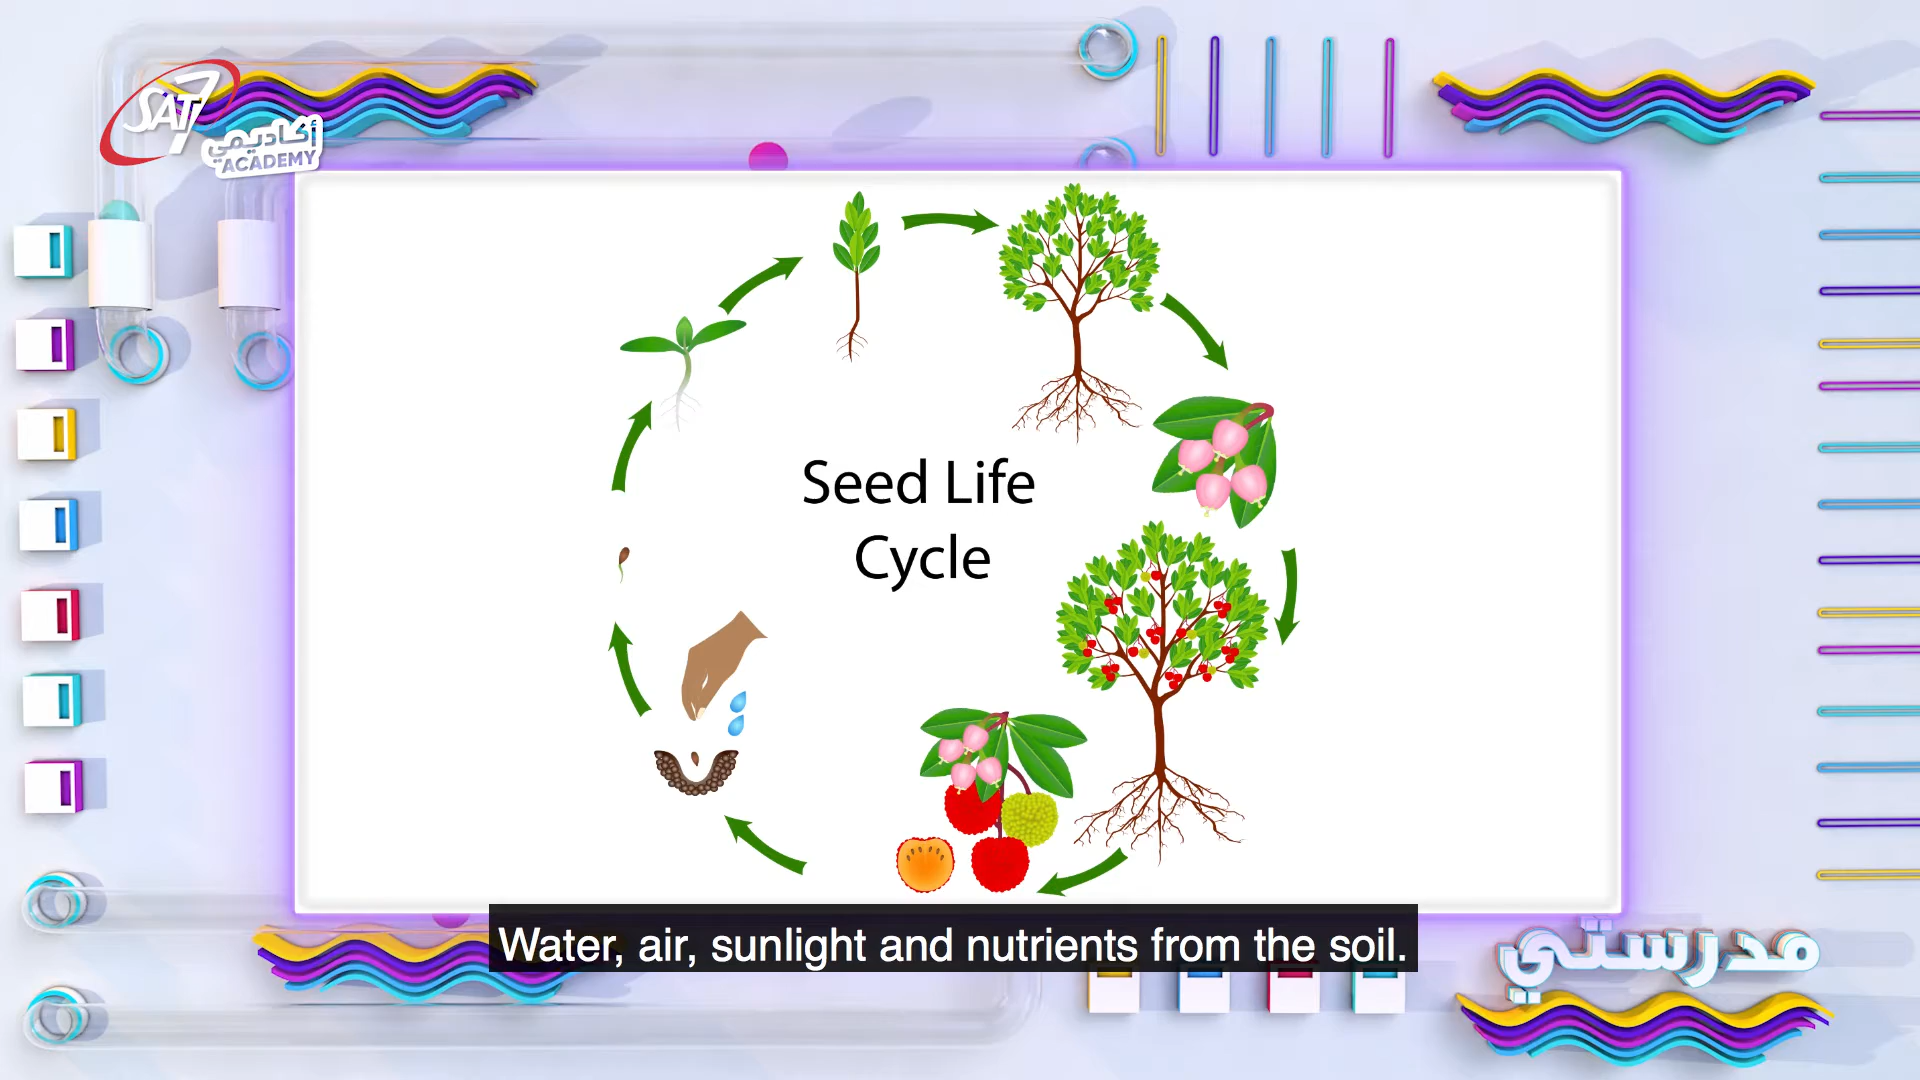 SAT7
أكاديمي
ACADEMY
Seed Life
Cycle
Water, air, sunlight and nutrients from the soil.
مدرستي